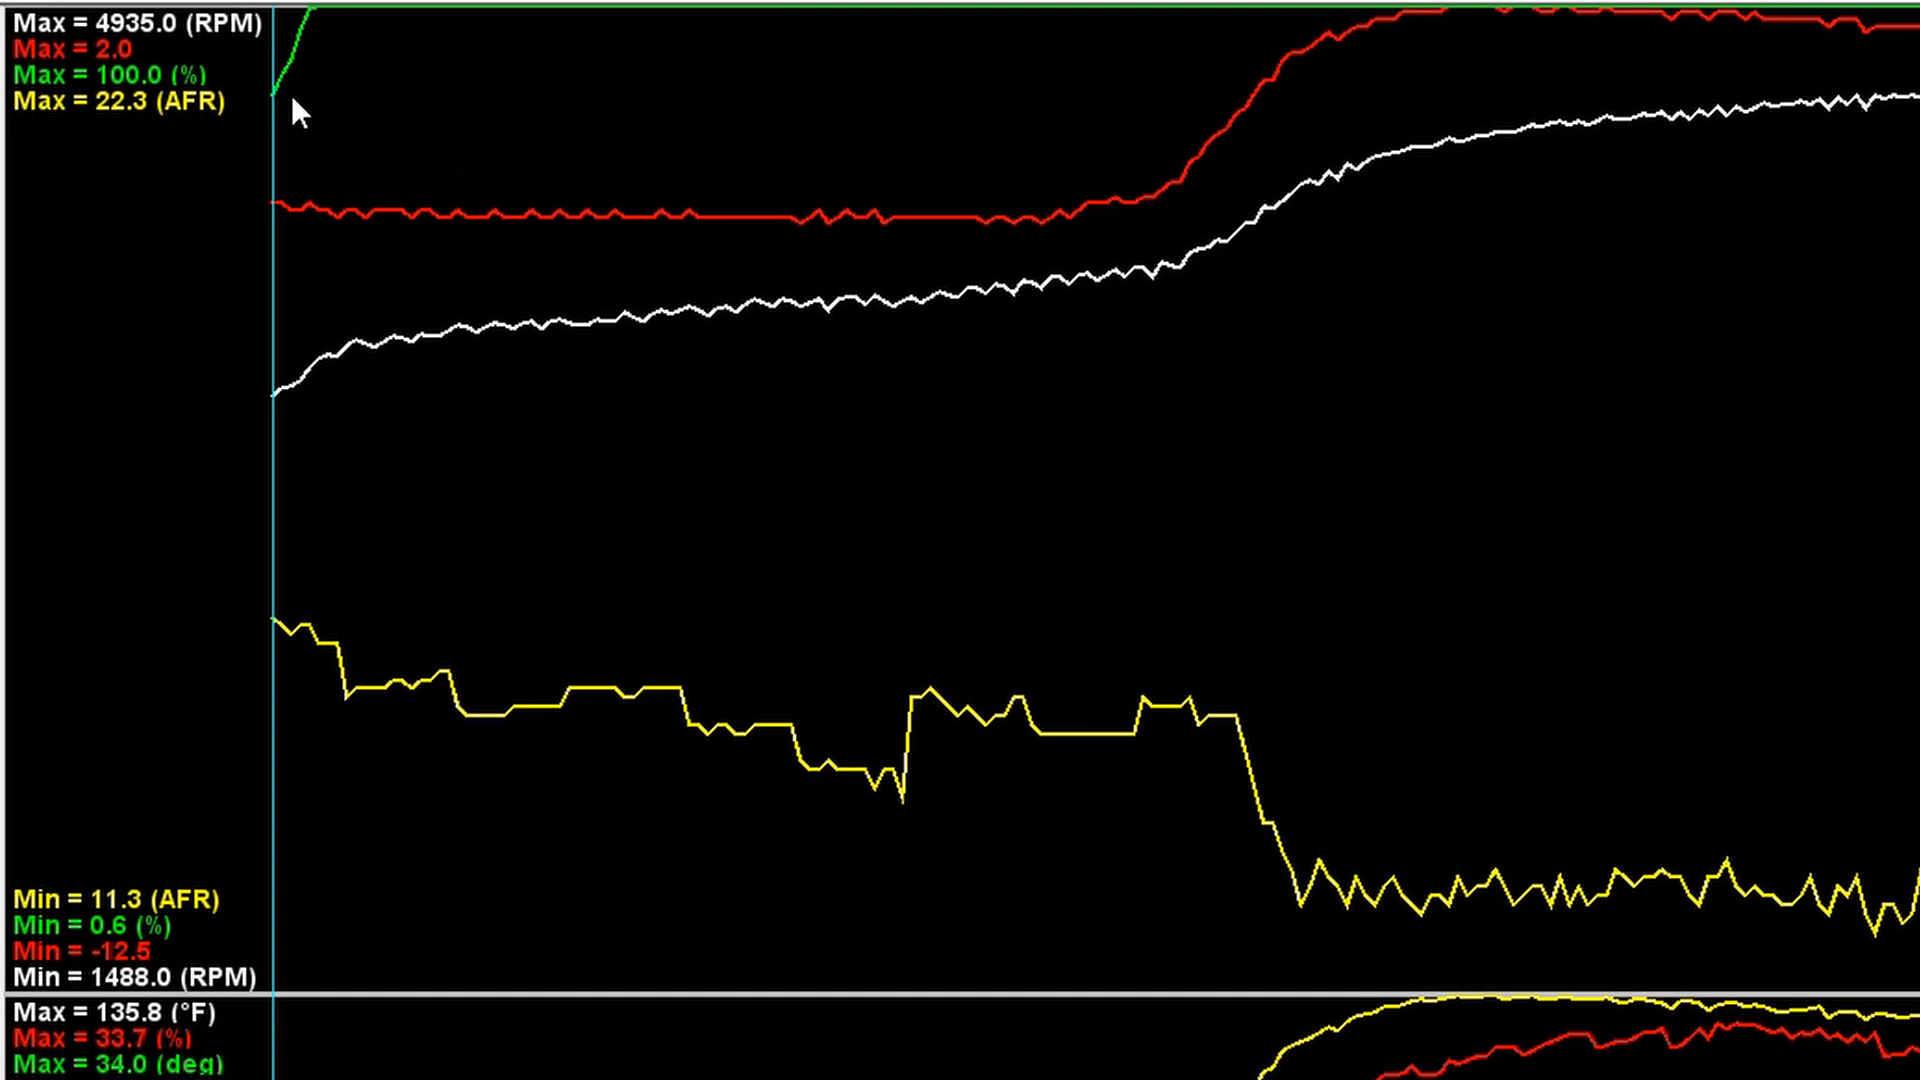 Max = 4935.0 (RPM)
Max = 2.0
Max = 100.0 (%)
Max = 22.3 (AFR)
Min = 11.3 (AFR)
Min = 0.6 (%)
Min = -12.5
Min = 1488.0 (RPM)
Max = 135.8 (°F)
Max = 33.7 (%)
Max = 34.0 (deg)